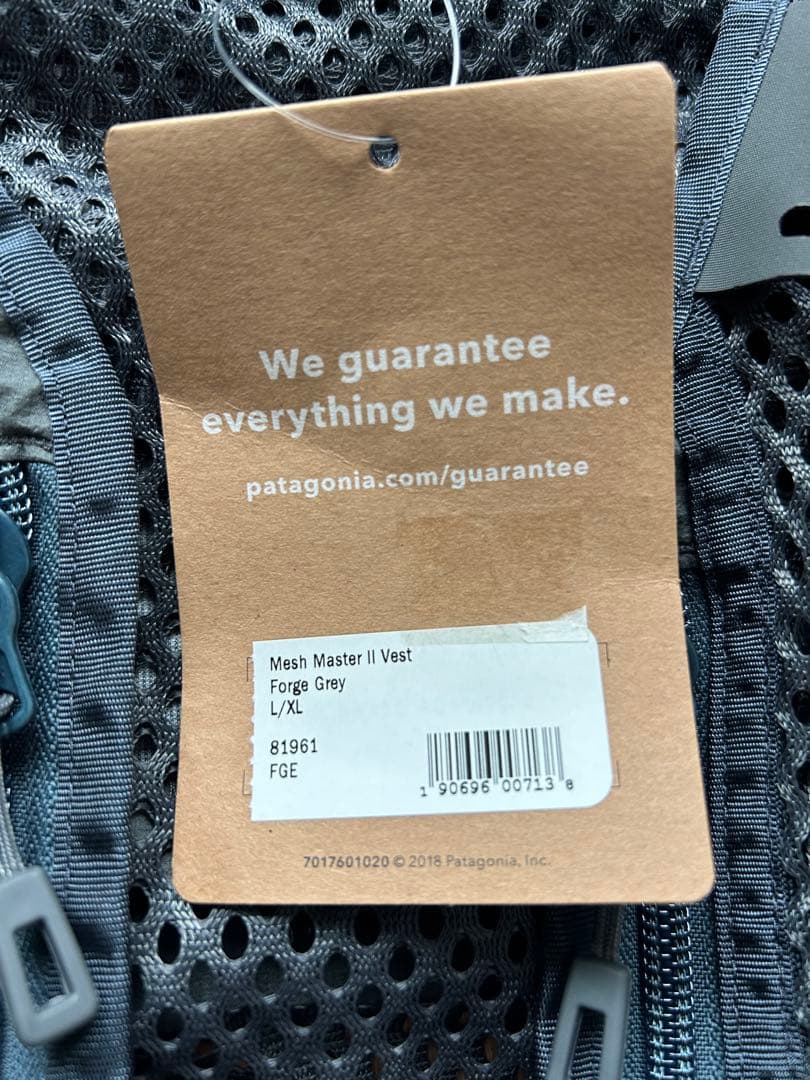 We guarantee
everything we make.
patagonia.com/guarantee
Mesh Master II Vest
Forge Grey
L/XL
81961
FGE
1 90696 00713 8
7017601020 © 2018 Patagonia, Inc.